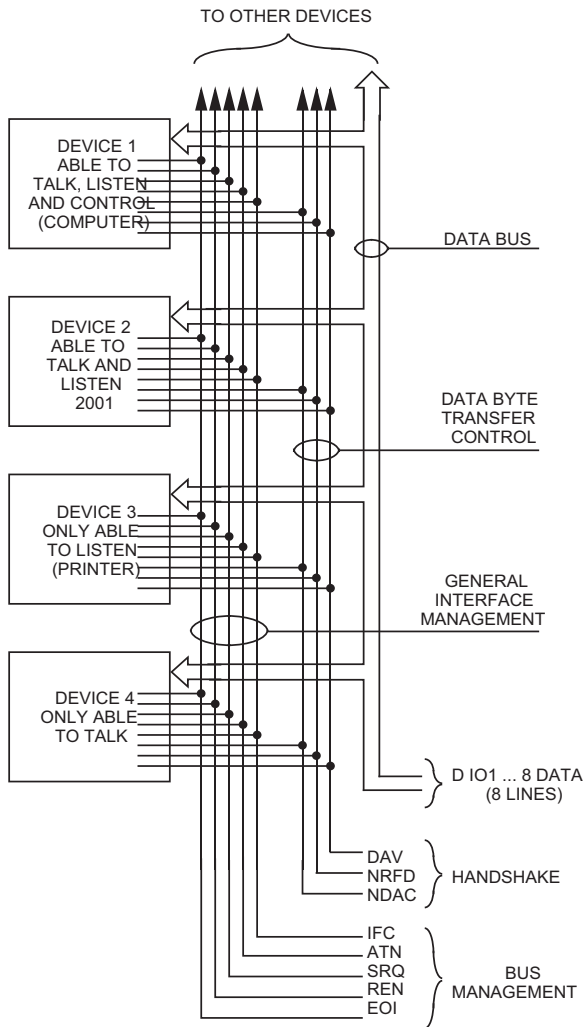 TO OTHER DEVICES
DEVICE 1
ABLE TO
TALK, LISTEN
AND CONTROL
(COMPUTER)
DATA BUS
DEVICE 2
ABLE TO
TALK AND
LISTEN
2001
DATA BYTE
TRANSFER
CONTROL
DEVICE 3
ONLY ABLE
TO LISTEN
(PRINTER)
GENERAL
INTERFACE
MANAGEMENT
DEVICE 4
ONLY ABLE
TO TALK
D IO1 ... 8 DATA
(8 LINES)
DAV
NRFD
NDAC
HANDSHAKE
IFC
ATN
SRQ
REN
EOI
BUS
MANAGEMENT